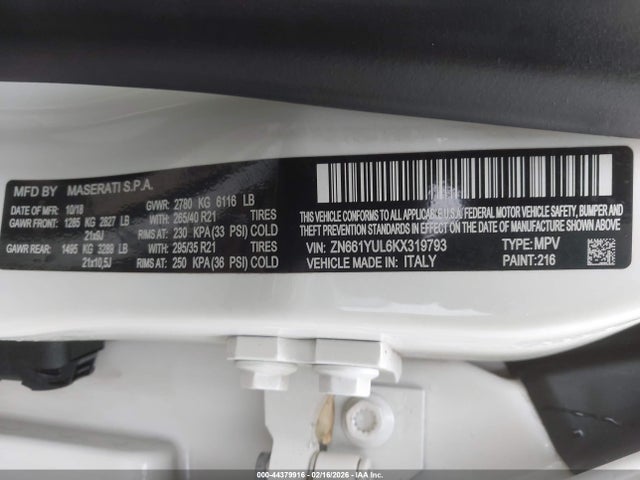 MFD BY MASERATI S.P.A.
DATE OF MFR: 10/18 GWVR: 2780 KG 6116 LB
GAWR FRONT: 1285 KG 2827 LB WITH: 265/40 R21 TIRES
21x9J RIMS AT: 230 KPA (33 PSI) COLD
GAWR REAR: 1495 KG 3289 LB WITH: 295/35 R21 TIRES
21x10,5J RIMS AT: 250 KPA (36 PSI) COLD
THIS VEHICLE CONFORMS TO ALL APPLICABLE U.S.A. FEDERAL MOTOR VEHICLE SAFETY, BUMPER AND
THEFT PREVENTION STANDARDS IN EFFECT ON THE DATE OF MANUFACTURE SHOWN ABOVE.
VIN: ZN661YUL6KX319793 TYPE: MPV
MADE IN: ITALY PAINT: 216
000-44379916 | 02/16/2026 - IAAI.COM